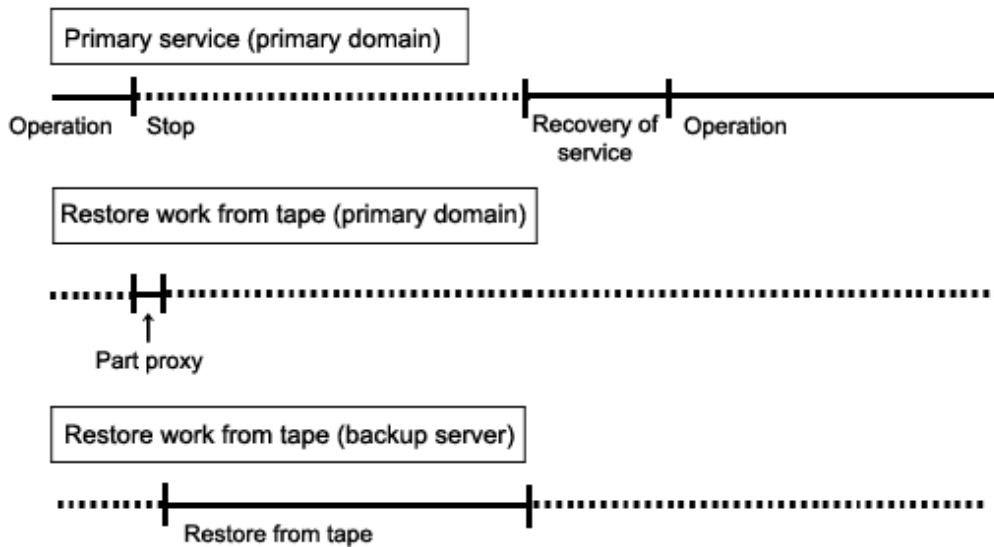 Primary service (primary domain)
Operation
Stop
Recovery of
service
Operation
Restore work from tape (primary domain)
Part proxy
Restore work from tape (backup server)
Restore from tape